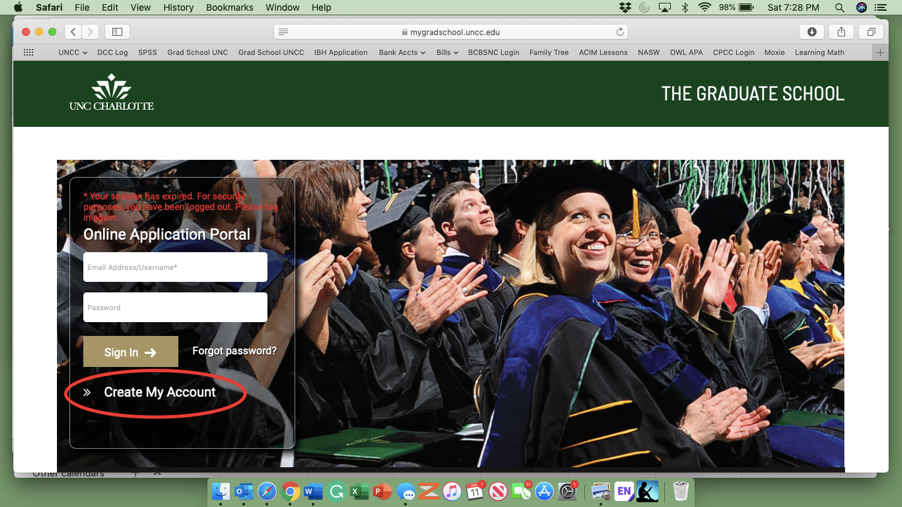 Safari File Edit View History Bookmarks Window Help 98% Sat 7:28 PM
mygradschool.uncc.edu
UNCC DCC Log SPSS Grad School UNC Grad School UNCC IBH Application Bank Accts Bills BCBSNC Login Family Tree ACIM Lessons NASW OWL APA CPCC Login Moxie Learning Math
UNC CHARLOTTE
THE GRADUATE SCHOOL
* Your session has expired. For security
purposes, you have been logged out. Please log
in again.
Online Application Portal
Email Address/Username*
Password
Sign In
Forgot password?
Create My Account
Other calendars
11
EN